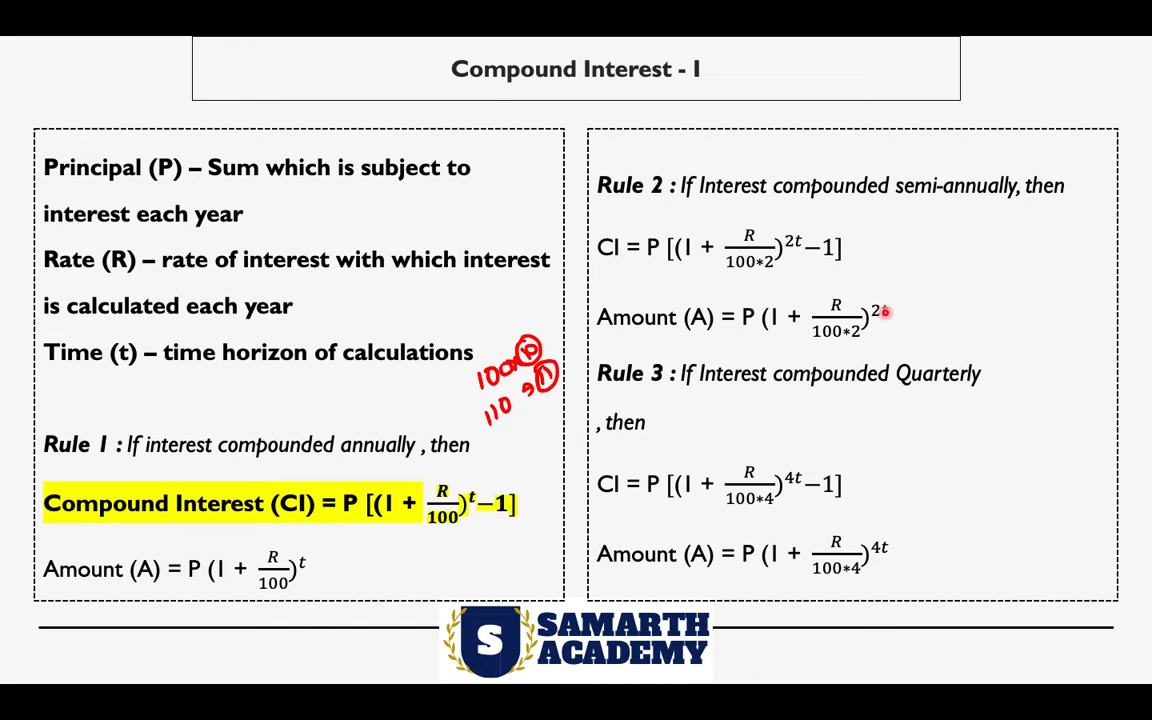 Compound Interest - I
Principal (P) – Sum which is subject to
interest each year
Rate (R) – rate of interest with which interest
is calculated each year
Time (t) – time horizon of calculations
100 10
110 , 11
Rule 1 : If interest compounded annually , then
Compound Interest (CI) = P [(1 + R/100)^t −1]
Amount (A) = P (1 + R/100)^t
Rule 2 : If Interest compounded semi-annually, then
CI = P [(1 + R/100∗2)^2t −1]
Amount (A) = P (1 + R/100∗2)^2t
Rule 3 : If Interest compounded Quarterly
, then
CI = P [(1 + R/100∗4)^4t −1]
Amount (A) = P (1 + R/100∗4)^4t
S
SAMARTH
ACADEMY